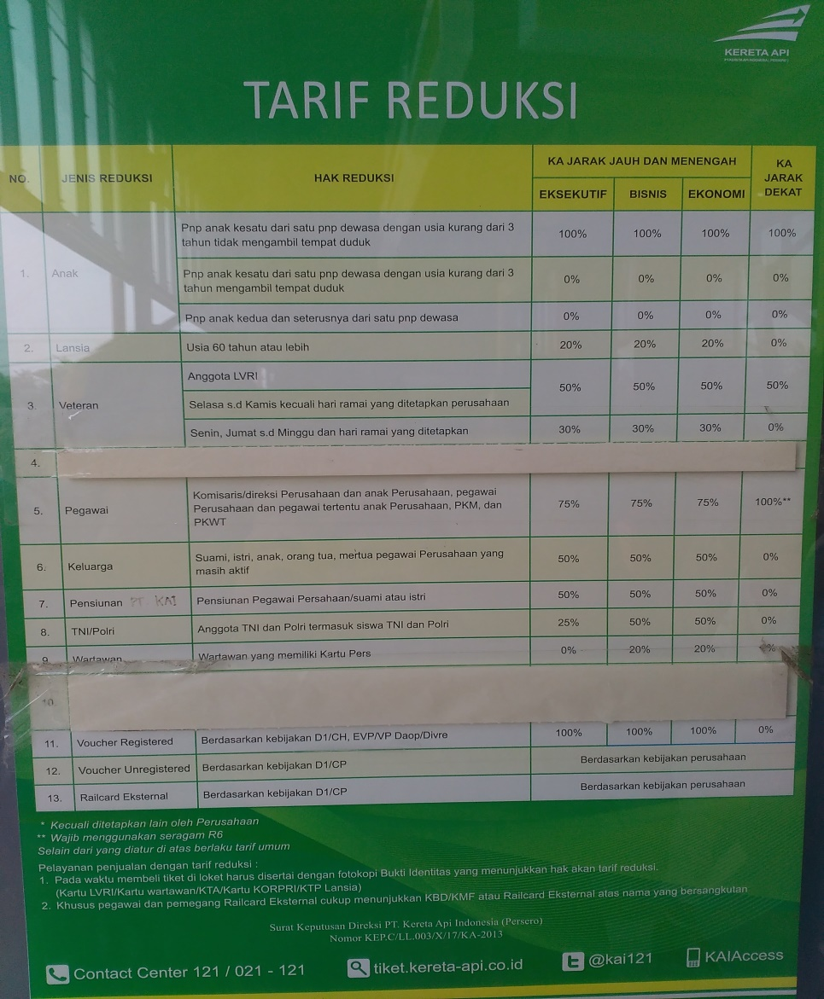 KERETA API
TARIF REDUKSI
NO. JENIS REDUKSI HAK REDUKSI KA JARAK JAUH DAN MENENGAH KA JARAK DEKAT
EKSEKUTIF BISNIS EKONOMI
1. Anak
Pnp anak kesatu dari satu pnp dewasa dengan usia kurang dari 3
tahun tidak mengambil tempat duduk
100% 100% 100% 100%
Pnp anak kesatu dari satu pnp dewasa dengan usia kurang dari 3
tahun mengambil tempat duduk
0% 0% 0% 0%
Pnp anak kedua dan seterusnya dari satu pnp dewasa 0% 0% 0% 0%
2. Lansia Usia 60 tahun atau lebih 20% 20% 20% 0%
3. Veteran
Anggota LVRI
Selasa s.d Kamis kecuali hari ramai yang ditetapkan perusahaan
50% 50% 50% 50%
Senin, Jumat s.d Minggu dan hari ramai yang ditetapkan 30% 30% 30% 0%
4.
5. Pegawai
Komisaris/direksi Perusahaan dan anak Perusahaan, pegawai
Perusahaan dan pegawai tertentu anak Perusahaan, PKM, dan
PKWT
75% 75% 75% 100%**
6. Keluarga
Suami, istri, anak, orang tua, mertua pegawai Perusahaan yang
masih aktif
50% 50% 50% 0%
7. Pensiunan PT. KAI Pensiunan Pegawai Persahaan/suami atau istri 50% 50% 50% 0%
8. TNI/Polri Anggota TNI dan Polri termasuk siswa TNI dan Polri 25% 50% 50% 0%
9. Wartawan Wartawan yang memiliki Kartu Pers 0% 20% 20%
10.
11. Voucher Registered Berdasarkan kebijakan D1/CH, EVP/VP Daop/Divre 100% 100% 100% 0%
12. Voucher Unregistered Berdasarkan kebijakan D1/CP Berdasarkan kebijakan perusahaan
13. Railcard Eksternal Berdasarkan kebijakan D1/CP Berdasarkan kebijakan perusahaan
* Kecuali ditetapkan lain oleh Perusahaan
** Wajib menggunakan seragam R6
Selain dari yang diatur di atas berlaku tarif umum
Pelayanan penjualan dengan tarif reduksi :
1. Pada waktu membeli tiket di loket harus disertai dengan fotokopi Bukti Identitas yang menunjukkan hak akan tarif reduksi.
(Kartu LVRI/Kartu wartawan/KTA/Kartu KORPRI/KTP Lansia)
2. Khusus pegawai dan pemegang Railcard Eksternal cukup menunjukkan KBD/KMF atau Railcard Eksternal atas nama yang bersangkutan
Surat Keputusan Direksi PT. Kereta Api Indonesia (Persero)
Nomor KEP.C/LL.003/X/17/KA-2013
Contact Center 121 / 021 - 121 tiket.kereta-api.co.id @kai121 KAIAccess